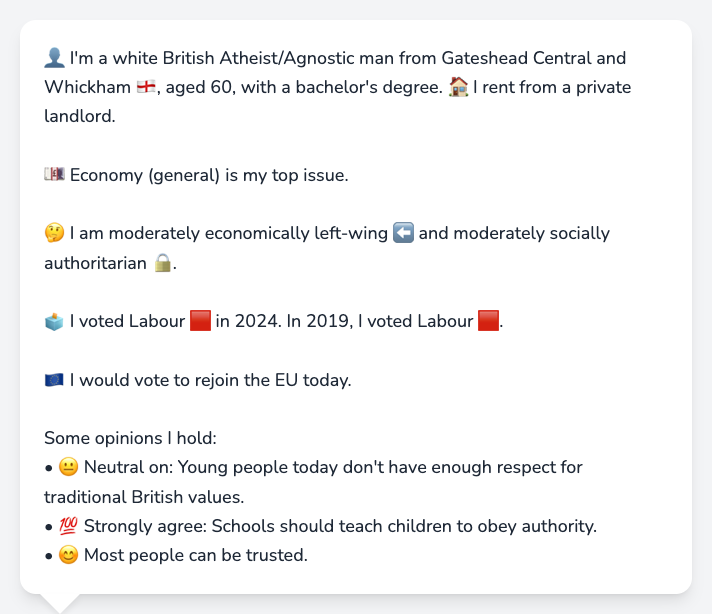 👤 I'm a white British Atheist/Agnostic man from Gateshead Central and
Whickham 🏴󠁧󠁢󠁥󠁮󠁧󠁿, aged 60, with a bachelor's degree. 🏠 I rent from a private
landlord.
💷 Economy (general) is my top issue.
🤔 I am moderately economically left-wing ⬅️ and moderately socially
authoritarian 🔒.
🗳️ I voted Labour 🟥 in 2024. In 2019, I voted Labour 🟥.
🇪🇺 I would vote to rejoin the EU today.
Some opinions I hold:
• 😐 Neutral on: Young people today don't have enough respect for
traditional British values.
• 💯 Strongly agree: Schools should teach children to obey authority.
• 😊 Most people can be trusted.